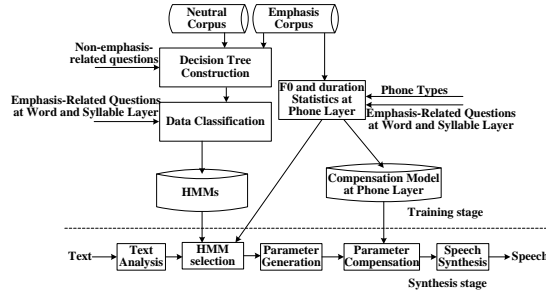 Neutral
Corpus
Emphasis
Corpus
Non-emphasis-
related questions
Decision Tree
Construction
F0 and duration
Statistics at
Phone Layer
Phone Types
Emphasis-Related Questions
at Word and Syllable Layer
Emphasis-Related Questions
at Word and Syllable Layer
Data Classification
HMMs
Compensation Model
at Phone Layer
Training stage
Text
Text
Analysis
HMM
selection
Parameter
Generation
Parameter
Compensation
Speech
Synthesis
Speech
Synthesis stage